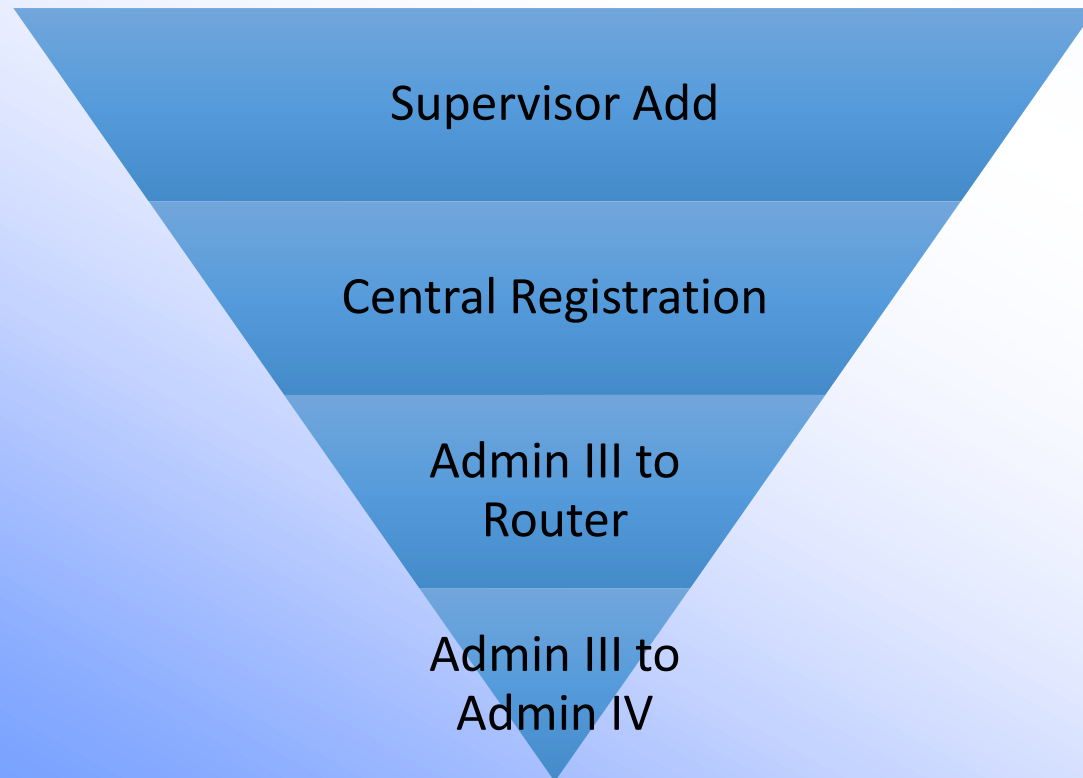 Supervisor Add
Central Registration
Admin III to
Router
Admin III to
Admin IV